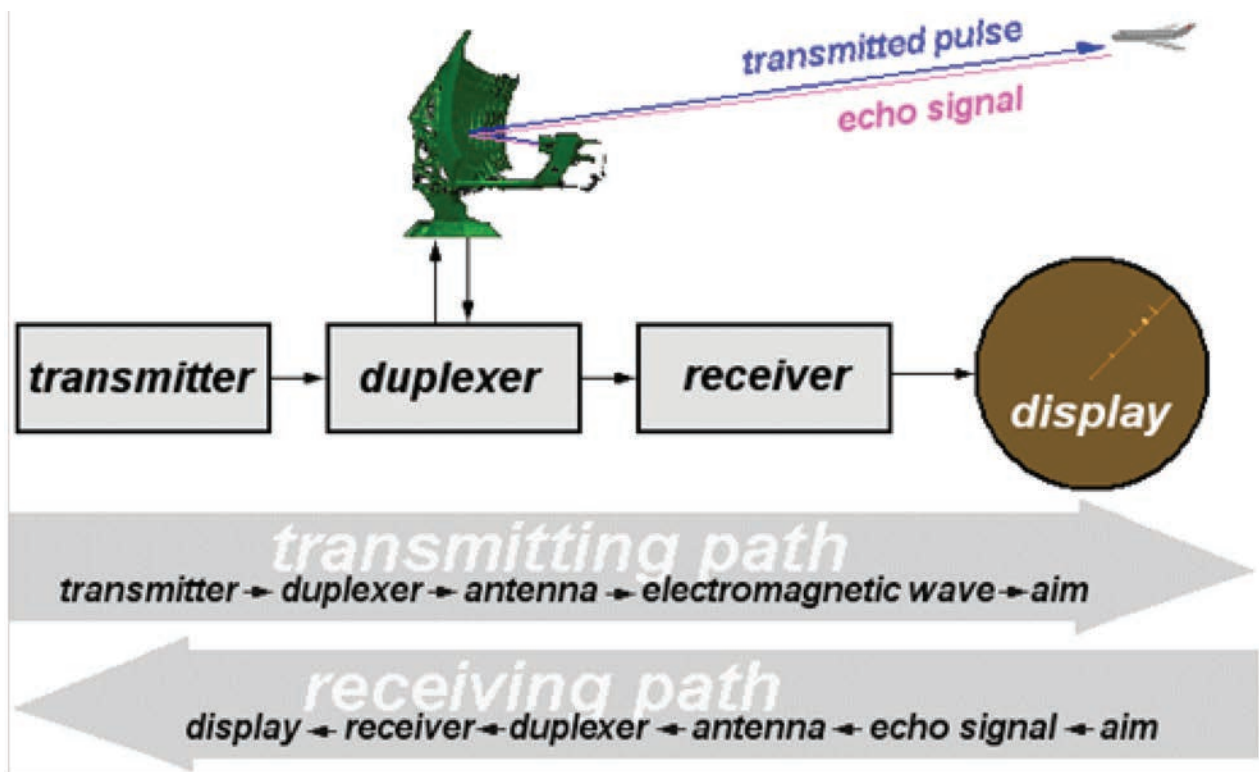 transmitted pulse
echo signal
transmitter
duplexer
receiver
display
transmitting path
transmitter→duplexer→antenna→electromagnetic wave→aim
receiving path
display←receiver←duplexer←antenna←echo signal←aim